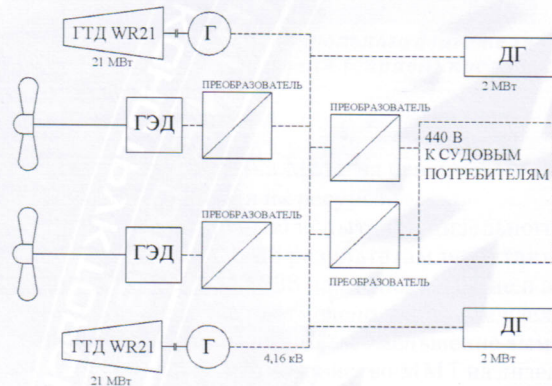 ГТД WR21
Г
21 МВт
ДГ
2 МВт
ПРЕОБРАЗОВАТЕЛЬ
ГЭД
ПРЕОБРАЗОВАТЕЛЬ
440 В
К СУДОВЫМ
ПОТРЕБИТЕЛЯМ
ПРЕОБРАЗОВАТЕЛЬ
ГЭД
ПРЕОБРАЗОВАТЕЛЬ
ГТД WR21
Г
4,16 кВ
21 МВт
ДГ
2 МВт